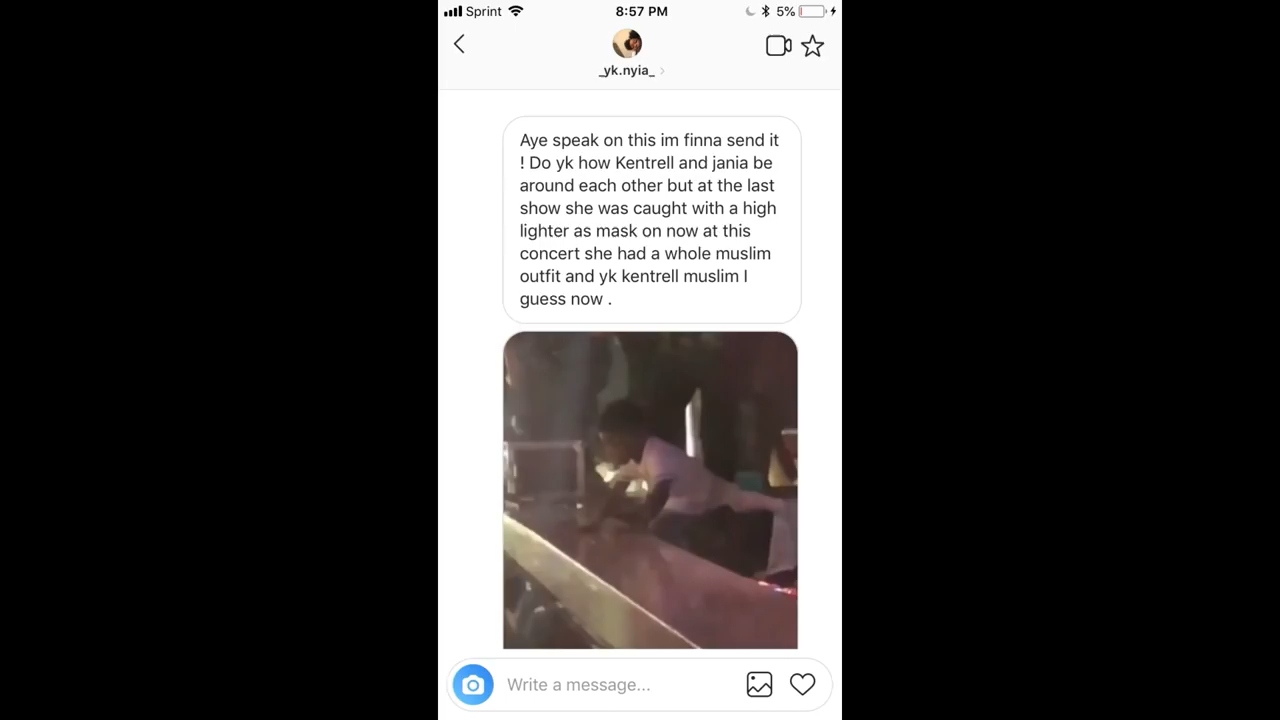 Sprint 8:57 PM 5%
_yk.nyia_
Aye speak on this im finna send it
! Do yk how Kentrell and jania be
around each other but at the last
show she was caught with a high
lighter as mask on now at this
concert she had a whole muslim
outfit and yk kentrell muslim I
guess now .
Write a message...